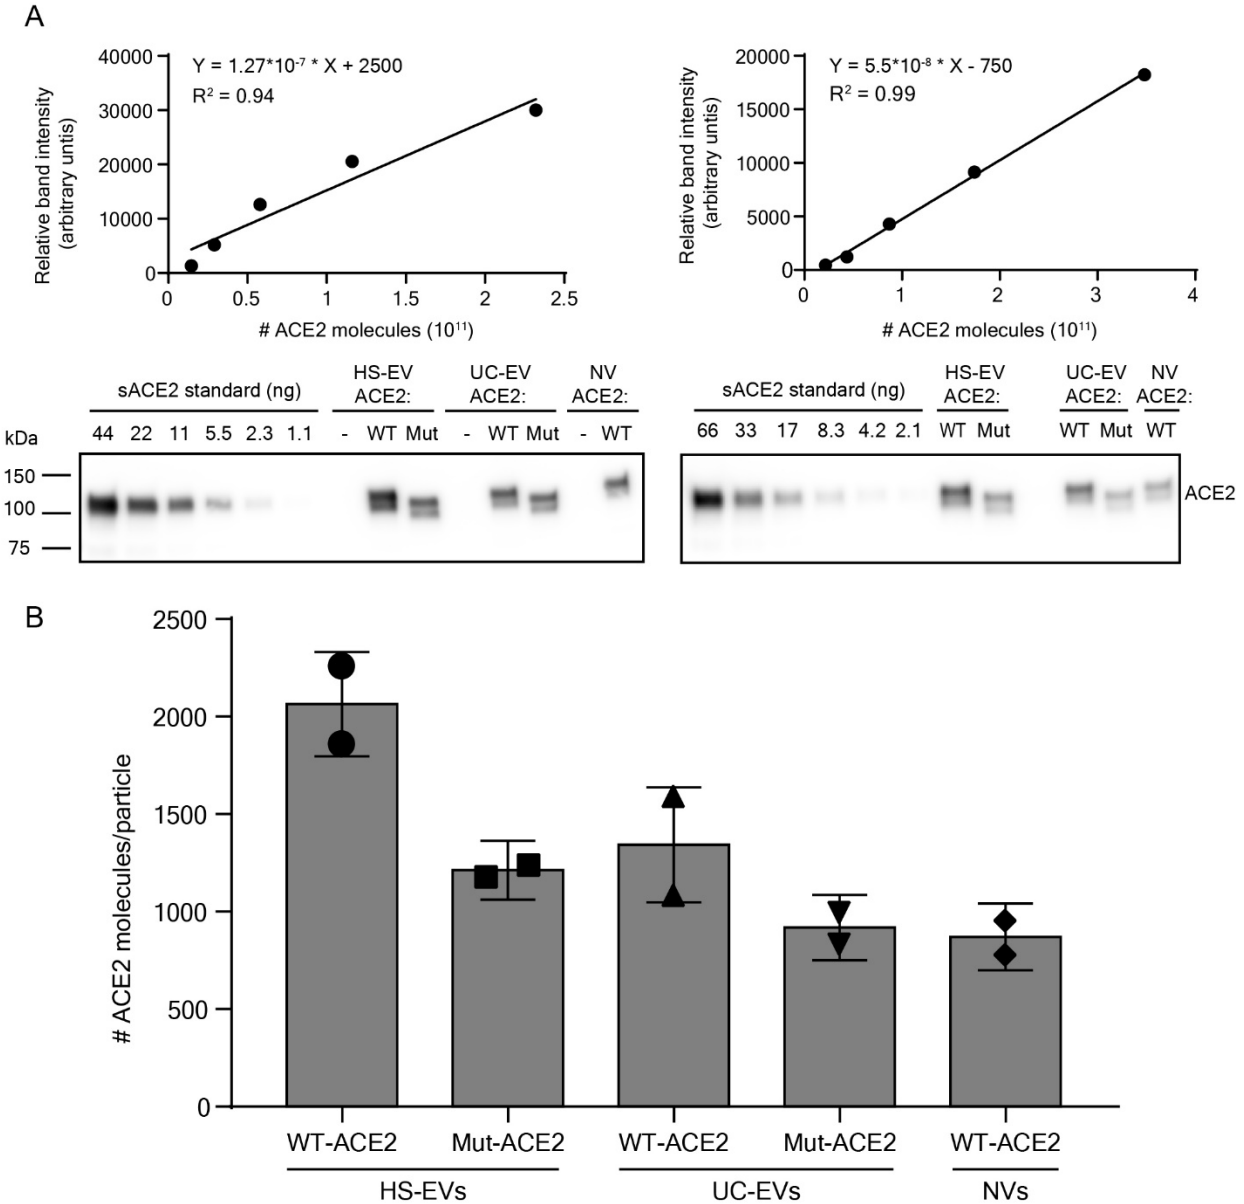 A
40000
30000
20000
10000
0
Relative band intensity
(arbitrary untis)
Y = 1.27*10⁻⁷ * X + 2500
R² = 0.94
0 0.5 1 1.5 2 2.5
# ACE2 molecules (10¹¹)
20000
15000
10000
5000
0
Relative band intensity
(arbitrary untis)
Y = 5.5*10⁻⁸ * X - 750
R² = 0.99
0 1 2 3 4
# ACE2 molecules (10¹¹)
sACE2 standard (ng)
HS-EV
ACE2:
UC-EV
ACE2:
NV
ACE2:
kDa
44 22 11 5.5 2.3 1.1 - WT Mut - WT Mut - WT
150
100
75
sACE2 standard (ng)
HS-EV
ACE2:
UC-EV
ACE2:
NV
ACE2:
66 33 17 8.3 4.2 2.1 WT Mut WT Mut WT
ACE2
B
2500
2000
1500
1000
500
0
# ACE2 molecules/particle
WT-ACE2 Mut-ACE2 WT-ACE2 Mut-ACE2 WT-ACE2
HS-EVs UC-EVs NVs